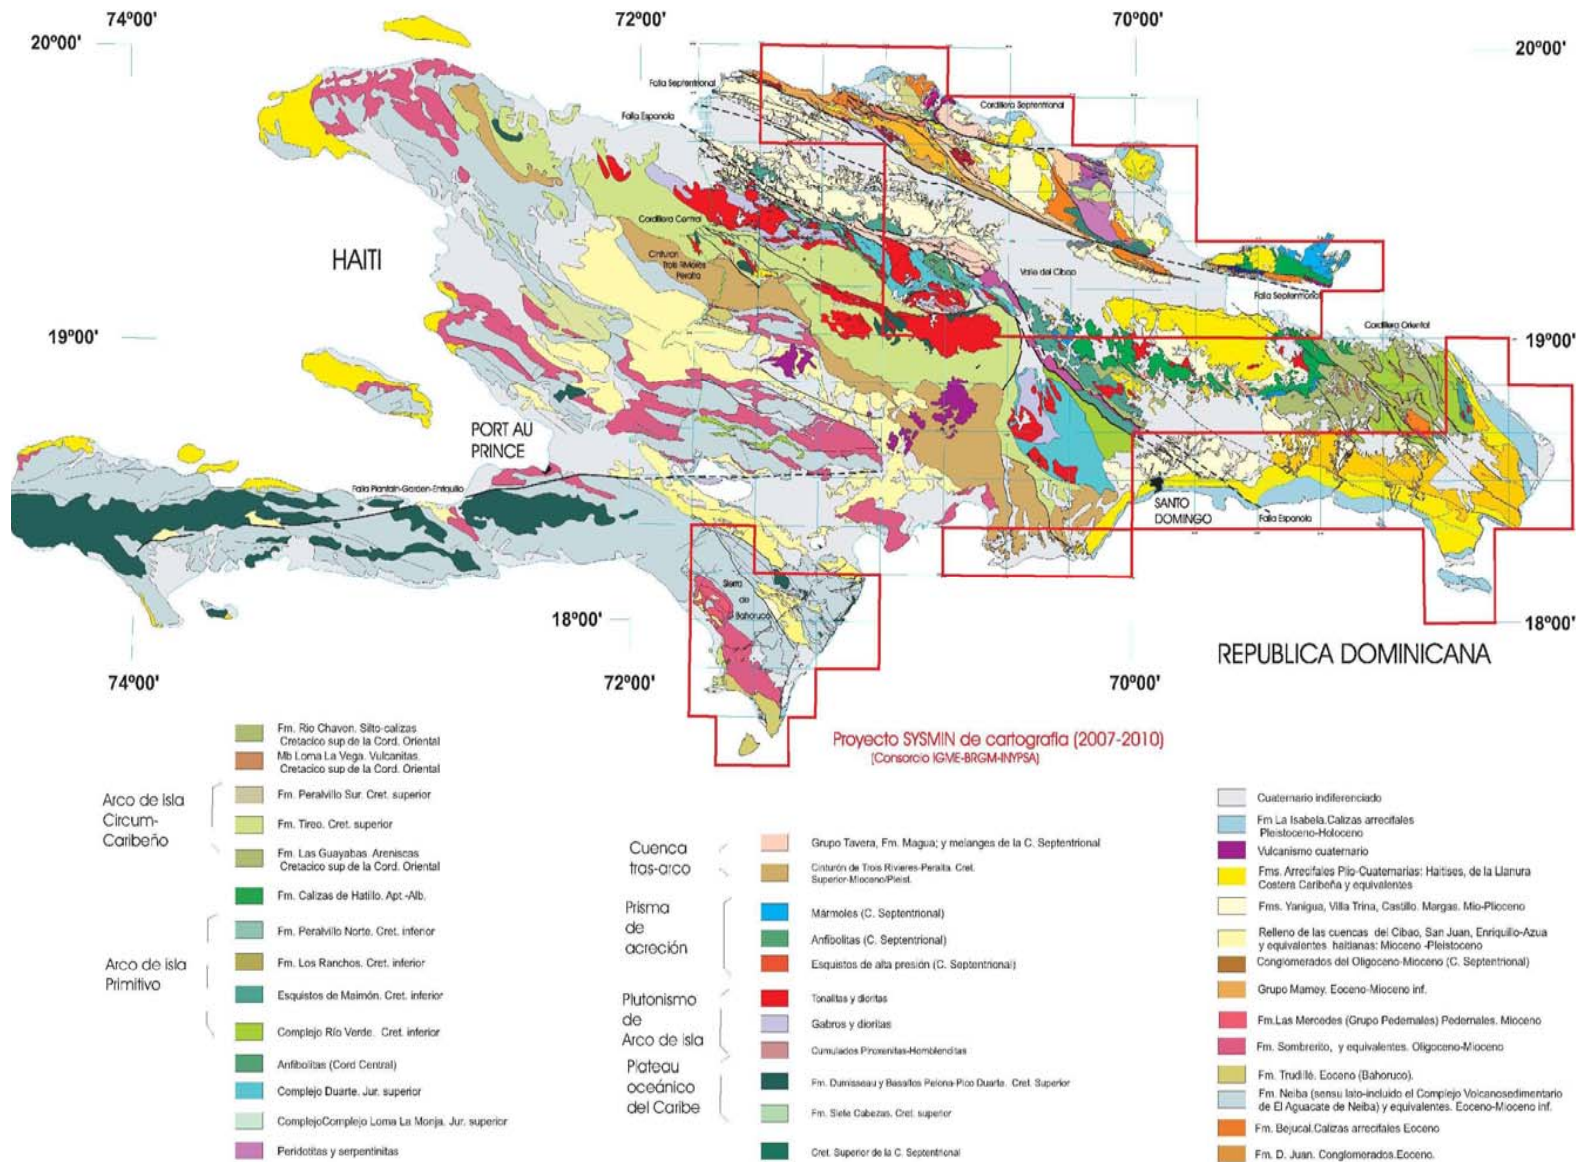 74º00'
72º00'
70º00'
20º00'
20º00'
Falla Septentrional
Cordillera Septentrional
Falla Espanola
Cordillera Central
HAITI
Cinturon
Trois Rivieres
Peralta
Valle del Cibao
Falla Septentrional
Cordillera Oriental
19º00'
19º00'
PORT AU
PRINCE
Falla Plantain-Garden-Enriquillo
SANTO
DOMINGO
Falla Espanola
Sierra
de
Bahoruco
18º00'
18º00'
REPUBLICA DOMINICANA
74º00'
72º00'
70º00'
Proyecto SYSMIN de cartografia (2007-2010)
(Consorcio IGME-BRGM-INYPSA)
Fm. Rio Chavon. Silto-calizas
Cretacico sup de la Cord. Oriental
Mb Loma La Vega. Vulcanitas.
Cretacico sup de la Cord. Oriental
Arco de isla
Circum-
Caribeño
Fm. Peralvillo Sur. Cret. superior
Fm. Tireo. Cret. superior
Fm. Las Guayabas. Areniscas
Cretacico sup de la Cord. Oriental
Fm. Calizas de Hatillo. Apt.-Alb.
Arco de isla
Primitivo
Fm. Peralvillo Norte. Cret. inferior
Fm. Los Ranchos. Cret. inferior
Esquistos de Maimón. Cret. inferior
Complejo Río Verde. Cret. inferior
Anfibolitas (Cord Central)
Complejo Duarte. Jur. superior
ComplejoComplejo Loma La Monja. Jur. superior
Peridotitas y serpentinitas
Cuenca
tras-arco
Grupo Tavera, Fm. Magua; y melanges de la C. Septentrional
Cinturón de Trois Rivieres-Peralta. Cret.
Superior-Mioceno/Pleist.
Prisma
de
acreción
Mármoles (C. Septentrional)
Anfibolitas (C. Septentrional)
Esquistos de alta presión (C. Septentrional)
Plutonismo
de
Arco de isla
Tonalitas y dioritas
Gabros y dioritas
Cumulados Piroxenitas-Hornblenditas
Plateau
oceánico
del Caribe
Fm. Dumisseau y Basaltos Pelona-Pico Duarte. Cret. Superior
Fm. Siete Cabezas. Cret. superior
Cret. Superior de la C. Septentrional
Cuaternario indiferenciado
Fm La Isabela.Calizas arrecifales
Pleistoceno-Holoceno
Vulcanismo cuaternario
Fms. Arrecifales Plio-Cuaternarias: Haitises, de la Llanura
Costera Caribeña y equivalentes
Fms. Yanigua, Villa Trina, Castillo. Margas. Mio-Plioceno
Relleno de las cuencas del Cibao, San Juan, Enriquillo-Azua
y equivalentes haitianas: Mioceno -Pleistoceno
Conglomerados del Oligoceno-Mioceno (C. Septentrional)
Grupo Mamey. Eoceno-Mioceno inf.
Fm.Las Mercedes (Grupo Pedernales) Pedernales. Mioceno
Fm. Sombrerito, y equivalentes. Oligoceno-Mioceno
Fm. Trudillé. Eoceno (Bahoruco).
Fm. Neiba (sensu lato-incluido el Complejo Volcanosedimentario
de El Aguacate de Neiba) y equivalentes. Eoceno-Mioceno inf.
Fm. Bejucal.Calizas arrecifales Eoceno
Fm. D. Juan. Conglomerados.Eoceno.